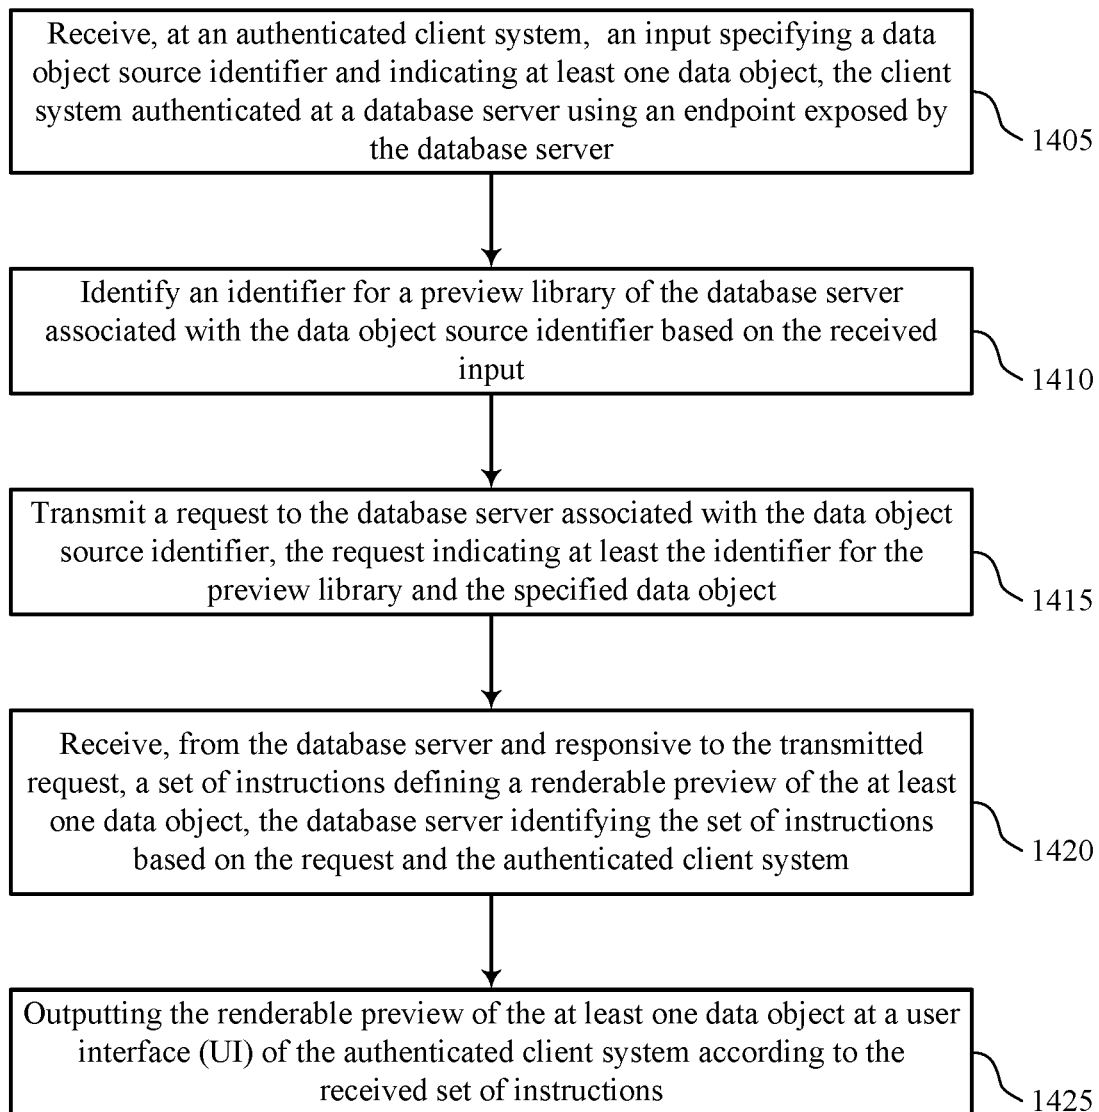 Receive, at an authenticated client system, an input specifying a data
object source identifier and indicating at least one data object, the client
system authenticated at a database server using an endpoint exposed by
the database server
1405
Identify an identifier for a preview library of the database server
associated with the data object source identifier based on the received
input
1410
Transmit a request to the database server associated with the data object
source identifier, the request indicating at least the identifier for the
preview library and the specified data object
1415
Receive, from the database server and responsive to the transmitted
request, a set of instructions defining a renderable preview of the at least
one data object, the database server identifying the set of instructions
based on the request and the authenticated client system
1420
Outputting the renderable preview of the at least one data object at a user
interface (UI) of the authenticated client system according to the
received set of instructions
1425